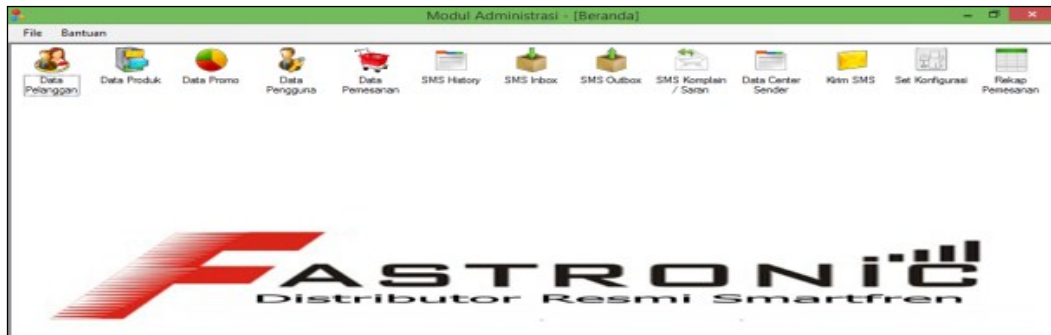 Modul Administrasi - [Beranda]
File Bantuan
Data Pelanggan
Data Produk
Data Promo
Data Pengguna
Data Pemesanan
SMS History
SMS Inbox
SMS Outbox
SMS Komplain / Saran
Data Center Sender
Kirim SMS
Set Konfigurasi
Rekap Pemesanan
FASTRONiC
Distributor Resmi Smartfren